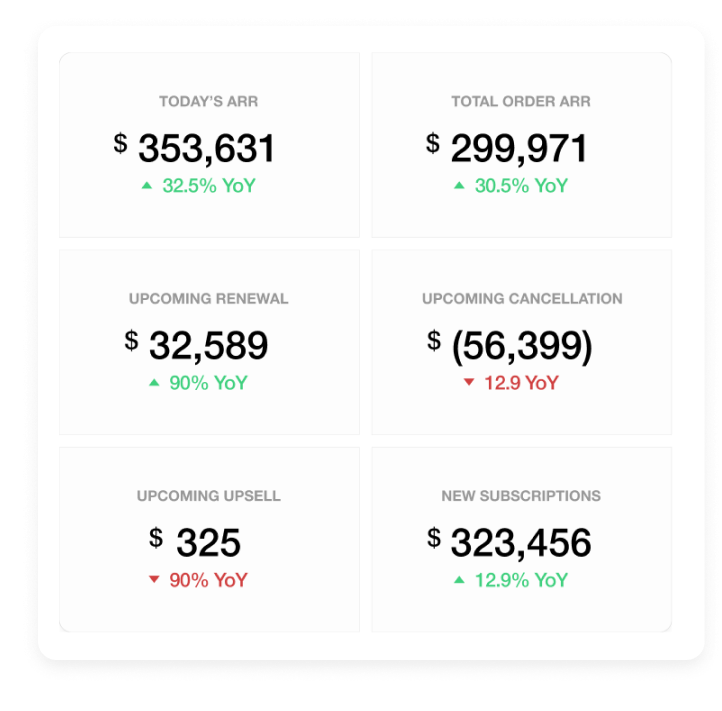 TODAY'S ARR
$ 353,631
▲ 32.5% YoY
TOTAL ORDER ARR
$ 299,971
▲ 30.5% YoY
UPCOMING RENEWAL
$ 32,589
▲ 90% YoY
UPCOMING CANCELLATION
$ (56,399)
▼ 12.9 YoY
UPCOMING UPSELL
$ 325
▼ 90% YoY
NEW SUBSCRIPTIONS
$ 323,456
▲ 12.9% YoY